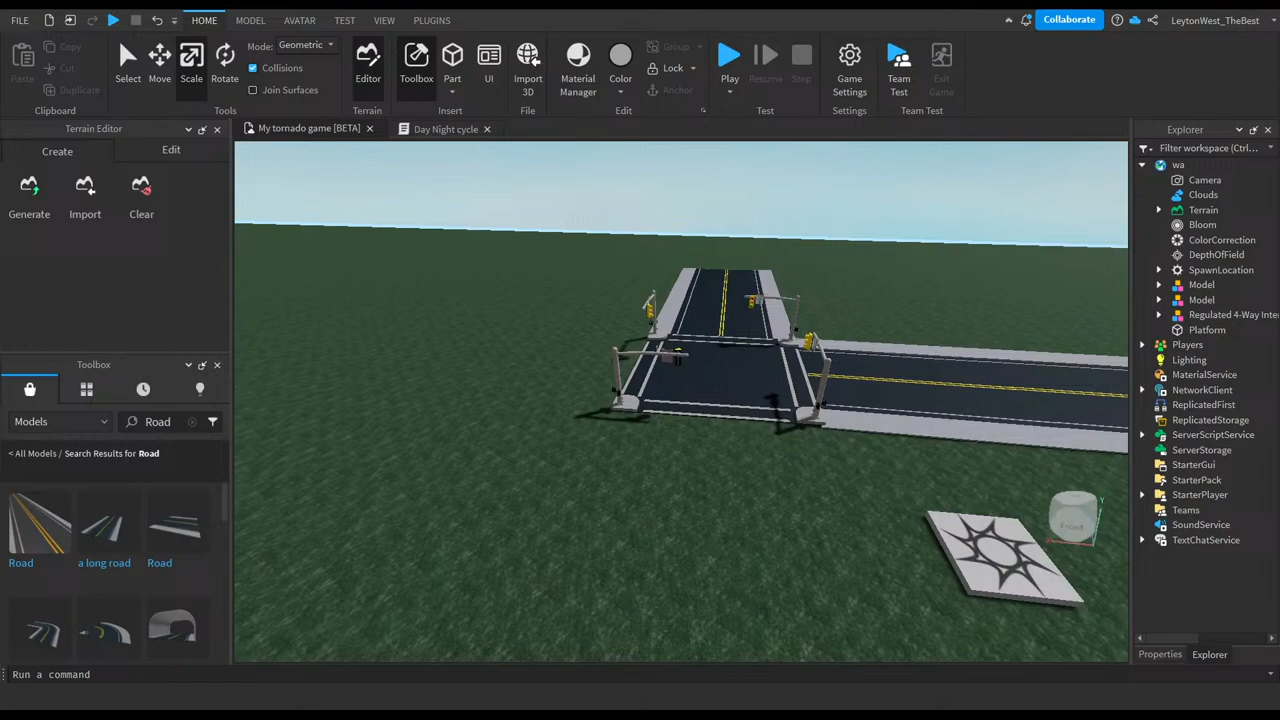 FILE HOME MODEL AVATAR TEST VIEW PLUGINS Collaborate LeytonWest_TheBest
Paste Copy Cut Duplicate
Select Move Scale Rotate
Mode: Geometric
Collisions
Join Surfaces
Editor Toolbox Part UI Import 3D
Material Manager Color
Group Lock Anchor
Play Resume Stop
Game Settings Team Test Exit Game
Clipboard Tools Terrain Insert File Edit Test Settings Team Test
Terrain Editor
Create Edit
Generate Import Clear
Toolbox
Models Road
< All Models / Search Results for Road
Road a long road Road
My tornado game [BETA] Day Night cycle
Front
Y
Explorer
Filter workspace (Ctrl...
wa
Camera
Clouds
Terrain
Bloom
ColorCorrection
DepthOfField
SpawnLocation
Model
Model
Regulated 4-Way Inte
Platform
Players
Lighting
MaterialService
NetworkClient
ReplicatedFirst
ReplicatedStorage
ServerScriptService
ServerStorage
StarterGui
StarterPack
StarterPlayer
Teams
SoundService
TextChatService
Properties Explorer
Run a command